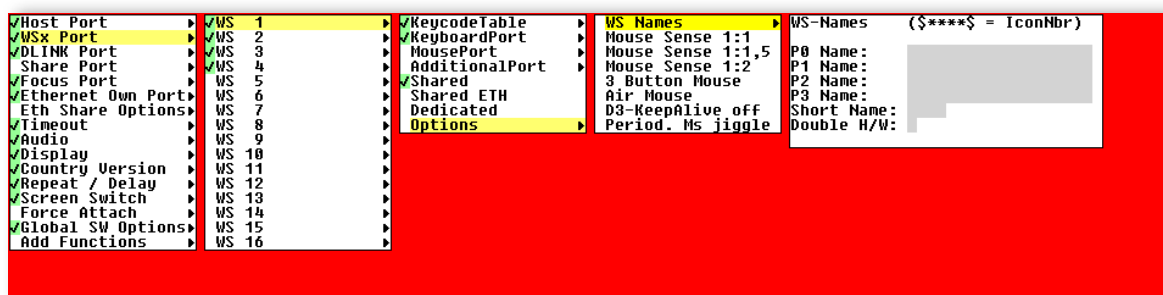 Host Port
WSx Port
DLINK Port
Share Port
Focus Port
Ethernet Own Port
Eth Share Options
Timeout
Audio
Display
Country Version
Repeat / Delay
Screen Switch
Force Attach
Global SW Options
Add Functions
WS 1
WS 2
WS 3
WS 4
WS 5
WS 6
WS 7
WS 8
WS 9
WS 10
WS 11
WS 12
WS 13
WS 14
WS 15
WS 16
KeycodeTable
KeyboardPort
MousePort
AdditionalPort
Shared
Shared ETH
Dedicated
Options
WS Names
Mouse Sense 1:1
Mouse Sense 1:1,5
Mouse Sense 1:2
3 Button Mouse
Air Mouse
D3-KeepAlive off
Period. Ms jiggle
WS-Names ($****$ = IconNbr)
P0 Name:
P1 Name:
P2 Name:
P3 Name:
Short Name:
Double H/W: